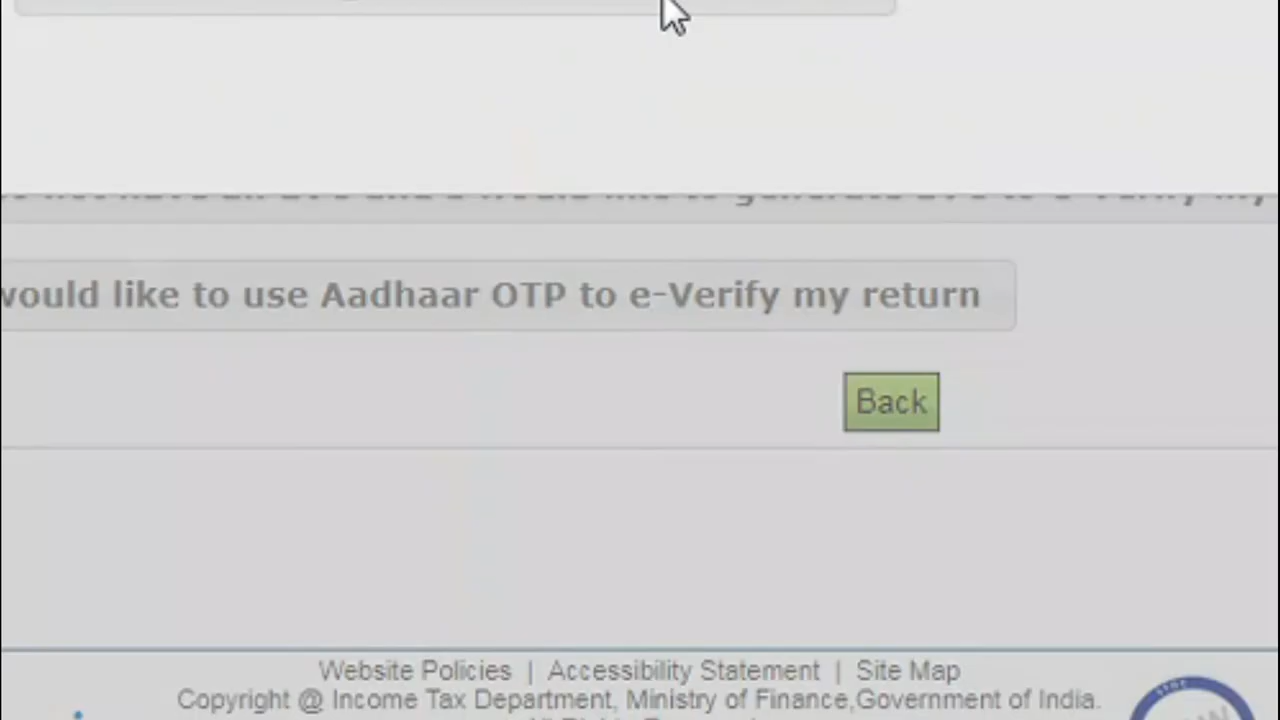 would like to use Aadhaar OTP to e-Verify my return
Back
Website Policies | Accessibility Statement | Site Map
Copyright @ Income Tax Department, Ministry of Finance,Government of India.